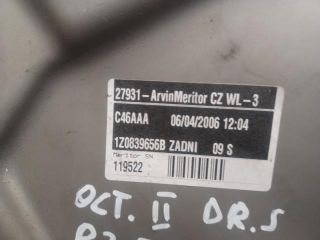 27931-ArvinMeritor CZ WL-3
C46AAA 06/04/2006 12:04
1Z0839656B ZADNI 09 S
Meritor SN
119522
OCT. II DR.S